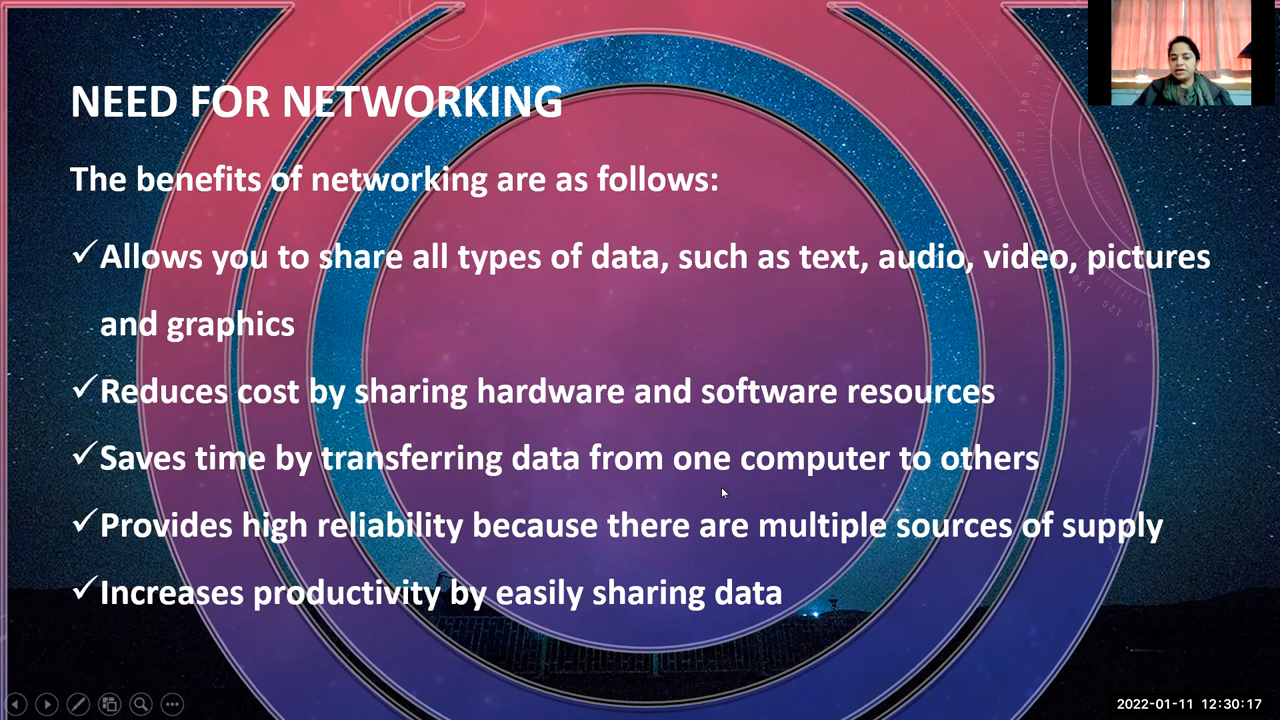 NEED FOR NETWORKING
The benefits of networking are as follows:
✓Allows you to share all types of data, such as text, audio, video, pictures
and graphics
✓Reduces cost by sharing hardware and software resources
✓Saves time by transferring data from one computer to others
✓Provides high reliability because there are multiple sources of supply
✓Increases productivity by easily sharing data
2022-01-11 12:30:17